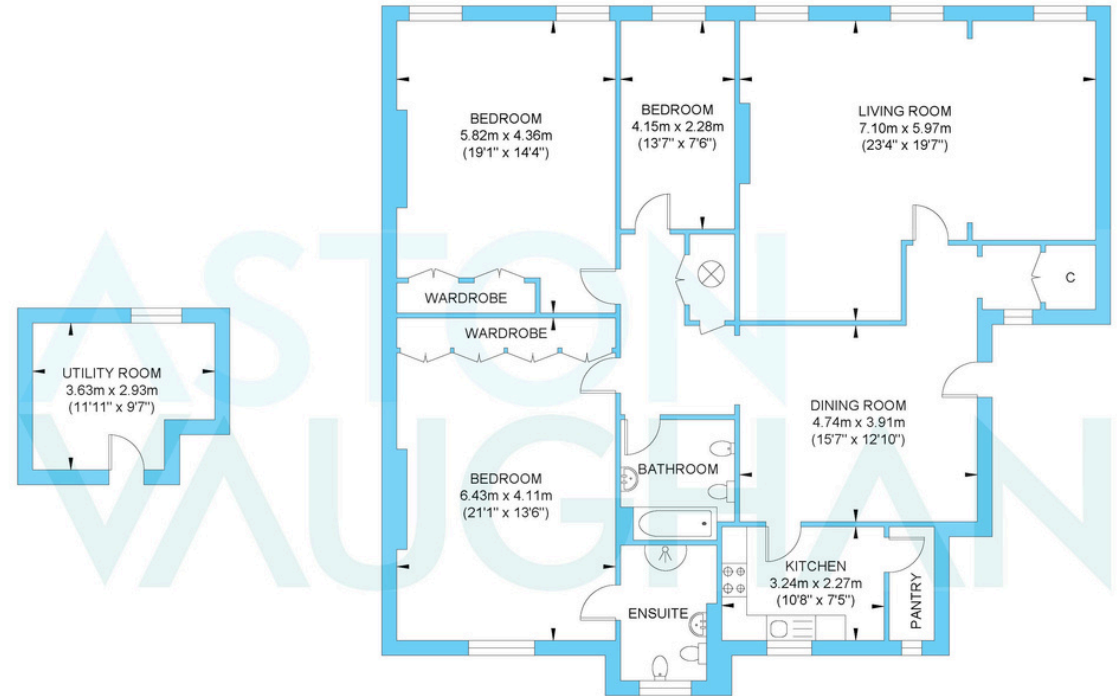 BEDROOM
5.82m x 4.36m
(19'1" x 14'4")
BEDROOM
4.15m x 2.28m
(13'7" x 7'6")
LIVING ROOM
7.10m x 5.97m
(23'4" x 19'7")
WARDROBE
C
WARDROBE
UTILITY ROOM
3.63m x 2.93m
(11'11" x 9'7")
DINING ROOM
4.74m x 3.91m
(15'7" x 12'10")
BATHROOM
BEDROOM
6.43m x 4.11m
(21'1" x 13'6")
KITCHEN
3.24m x 2.27m
(10'8" x 7'5")
PANTRY
ENSUITE
ASTON
VAUGHAN